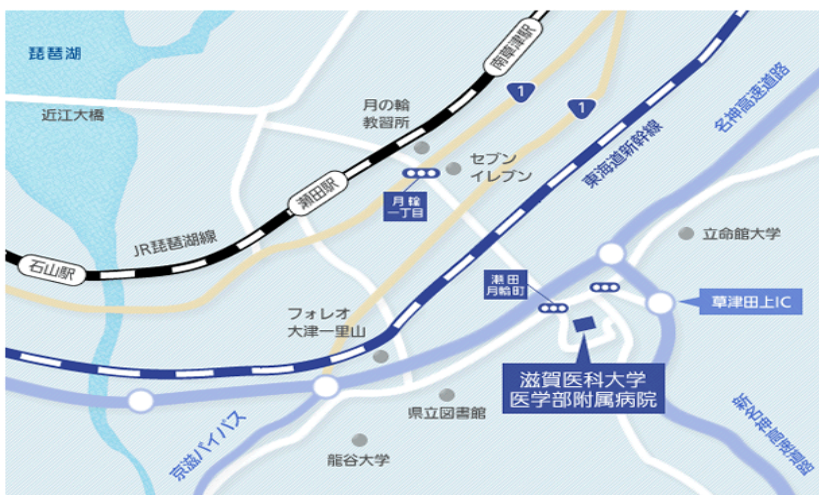 琵琶湖
近江大橋
南草津駅
1
1
名神高速道路
月の輪
教習所
セブン
イレブン
東海道新幹線
月輪
一丁目
瀬田駅
JR琵琶湖線
石山駅
立命館大学
瀬田
月輪町
草津田上IC
フォレオ
大津一里山
滋賀医科大学
医学部附属病院
県立図書館
龍谷大学
京滋バイパス
新名神高速道路